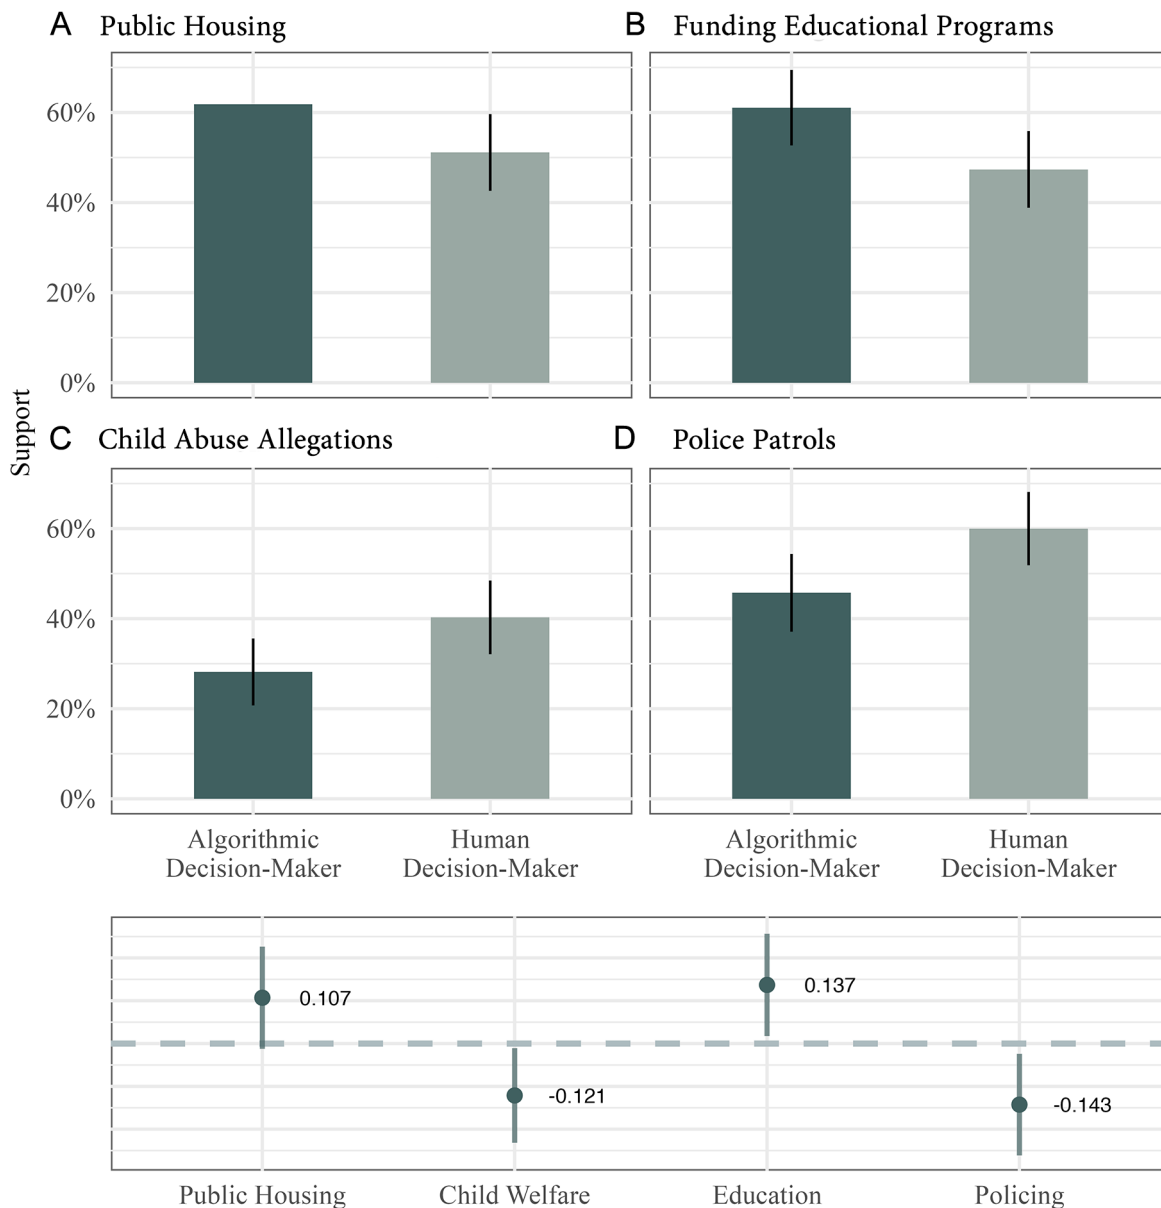 A Public Housing
B Funding Educational Programs
60%
40%
20%
0%
Support
C Child Abuse Allegations
D Police Patrols
60%
40%
20%
0%
Algorithmic
Decision-Maker
Human
Decision-Maker
Algorithmic
Decision-Maker
Human
Decision-Maker
0.107
-0.121
0.137
-0.143
Public Housing
Child Welfare
Education
Policing